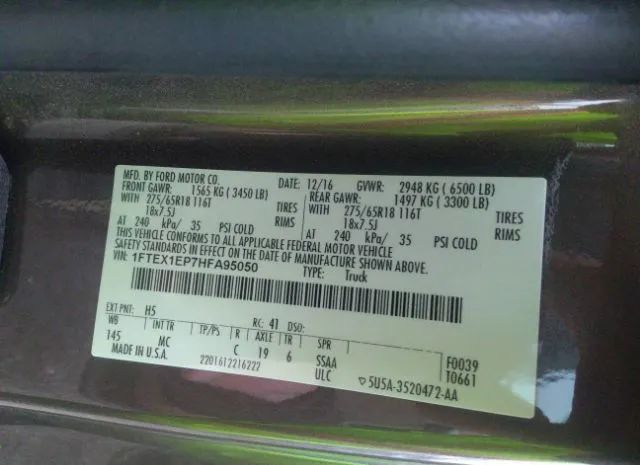 MFD. BY FORD MOTOR CO. DATE: 12/16 GVWR: 2948 KG ( 6500 LB)
FRONT GAWR: 1565 KG ( 3450 LB) REAR GAWR: 1497 KG ( 3300 LB)
WITH 275/65R18 116T TIRES WITH 275/65R18 116T TIRES
18x7.5J RIMS 18x7.5J RIMS
AT 240 kPa/ 35 PSI COLD AT 240 kPa/ 35 PSI COLD
THIS VEHICLE CONFORMS TO ALL APPLICABLE FEDERAL MOTOR VEHICLE
SAFETY STANDARDS IN EFFECT ON THE DATE OF MANUFACTURE SHOWN ABOVE.
VIN: 1FTEX1EP7HFA95050 TYPE: Truck
EXT PNT: H5 RC: 41 DSO:
WB INT TR TP/PS R AXLE TR SPR
145 MC C 19 6 SSAA F0039
MADE IN U.S.A. 2201612216222 ULC T0661
5U5A-3520472-AA